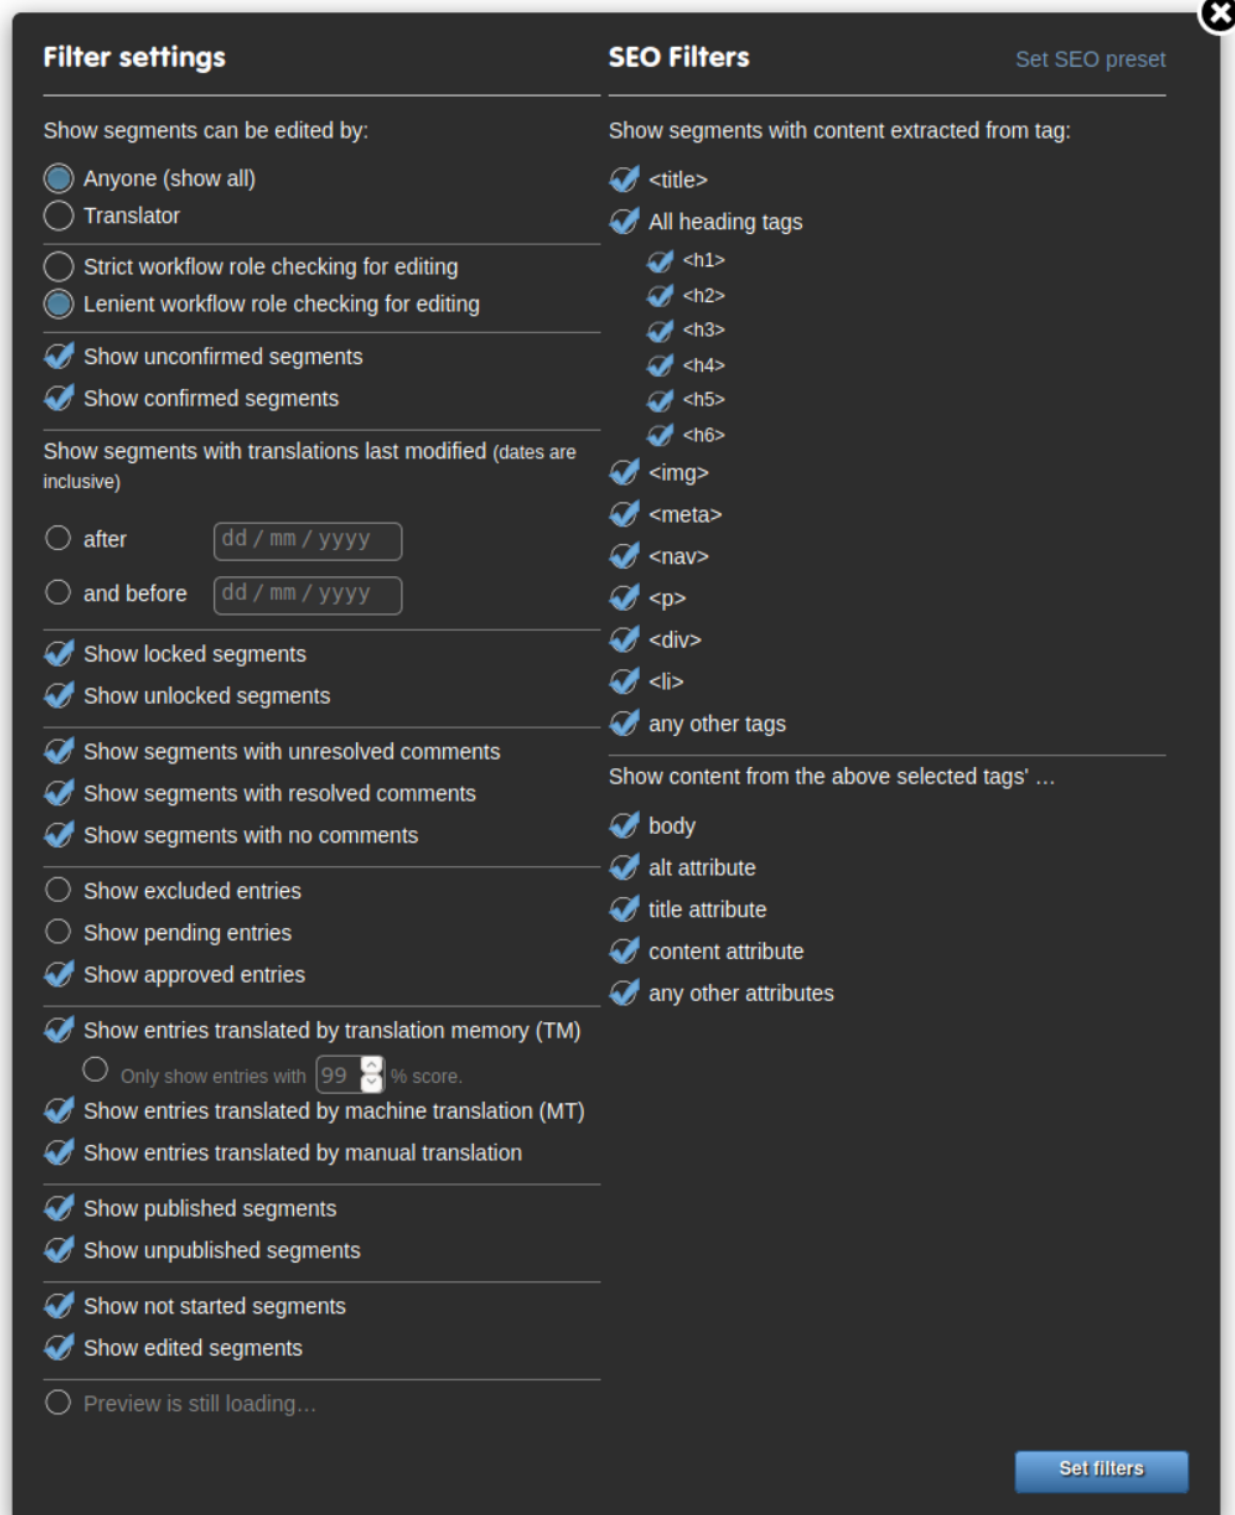 Filter settings
Show segments can be edited by:
Anyone (show all)
Translator
Strict workflow role checking for editing
Lenient workflow role checking for editing
Show unconfirmed segments
Show confirmed segments
Show segments with translations last modified (dates are
inclusive)
after dd / mm / yyyy
and before dd / mm / yyyy
Show locked segments
Show unlocked segments
Show segments with unresolved comments
Show segments with resolved comments
Show segments with no comments
Show excluded entries
Show pending entries
Show approved entries
Show entries translated by translation memory (TM)
Only show entries with 99 % score.
Show entries translated by machine translation (MT)
Show entries translated by manual translation
Show published segments
Show unpublished segments
Show not started segments
Show edited segments
Preview is still loading…
SEO Filters
Set SEO preset
Show segments with content extracted from tag:
<title>
All heading tags
<h1>
<h2>
<h3>
<h4>
<h5>
<h6>
<img>
<meta>
<nav>
<p>
<div>
<li>
any other tags
Show content from the above selected tags' …
body
alt attribute
title attribute
content attribute
any other attributes
Set filters